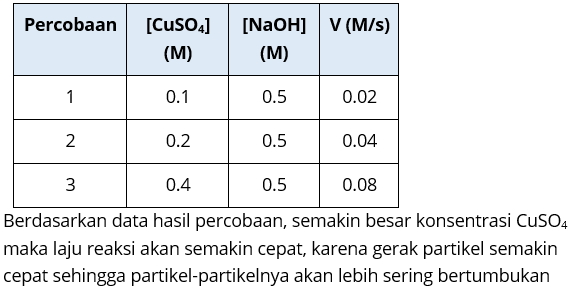 Percobaan [CuSO₄] (M) [NaOH] (M) V (M/s)
1 0.1 0.5 0.02
2 0.2 0.5 0.04
3 0.4 0.5 0.08
Berdasarkan data hasil percobaan, semakin besar konsentrasi CuSO₄
maka laju reaksi akan semakin cepat, karena gerak partikel semakin
cepat sehingga partikel-partikelnya akan lebih sering bertumbukan